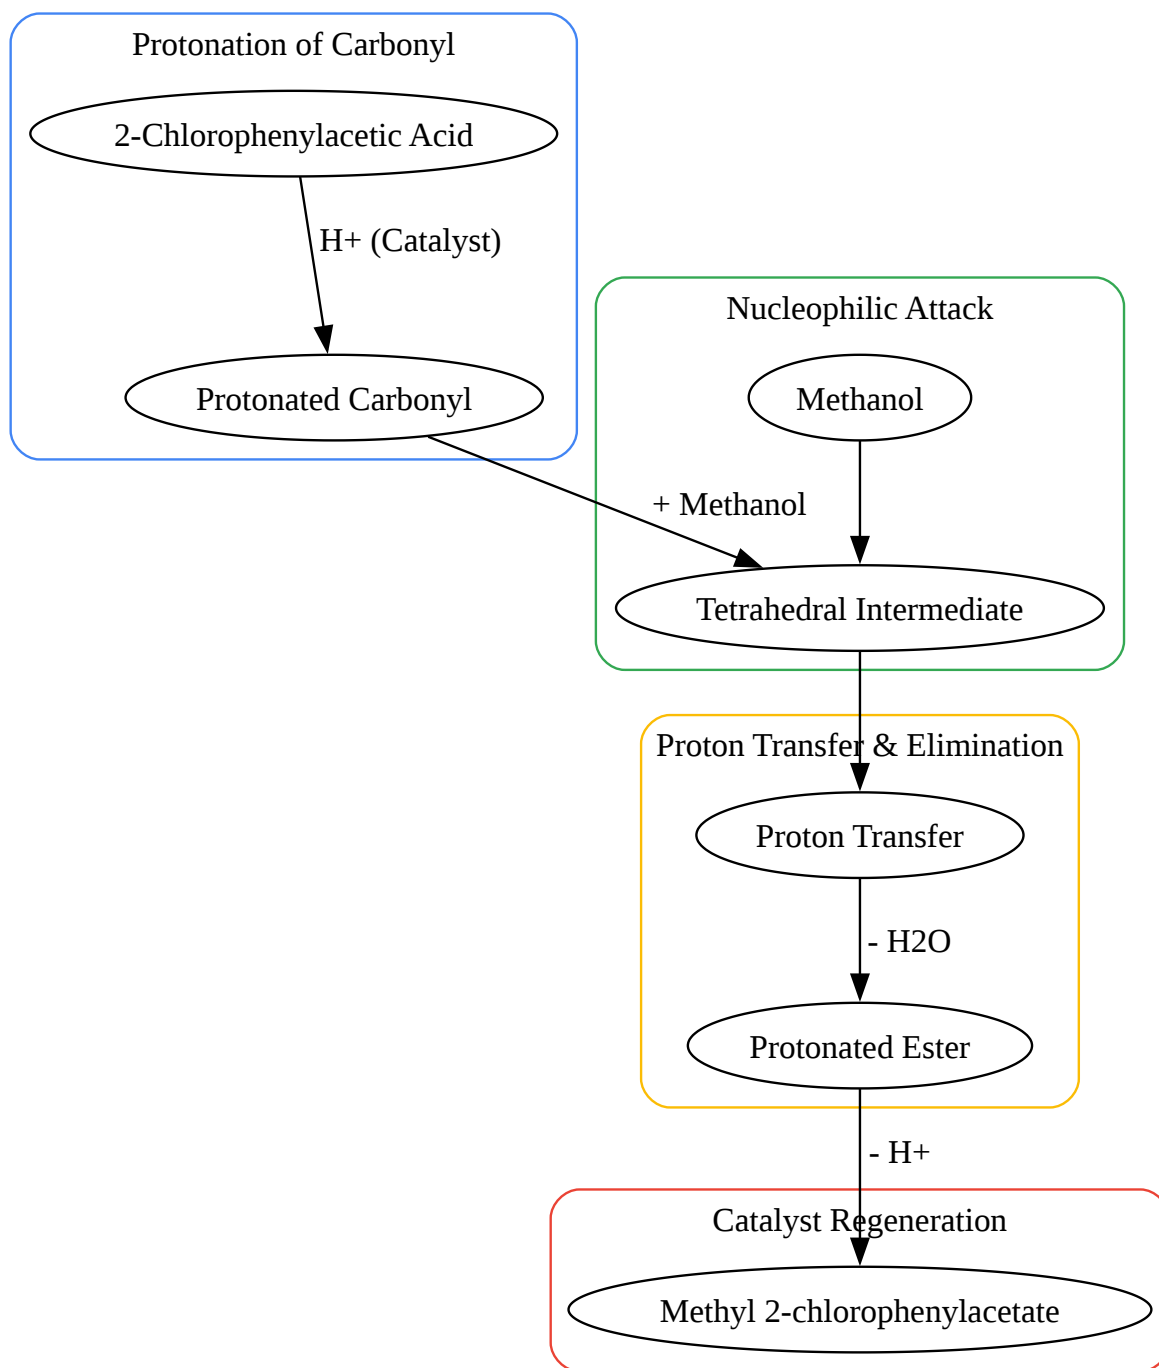 Protonation of Carbonyl
2-Chlorophenylacetic Acid
H+ (Catalyst)
Protonated Carbonyl
Nucleophilic Attack
Methanol
+ Methanol
Tetrahedral Intermediate
Proton Transfer & Elimination
Proton Transfer
- H2O
Protonated Ester
- H+
Catalyst Regeneration
Methyl 2-chlorophenylacetate